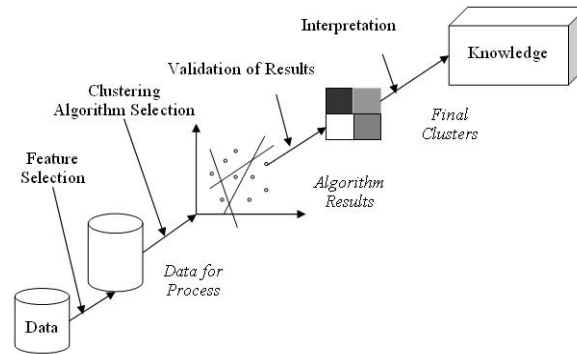 Interpretation
Knowledge
Validation of Results
Clustering
Algorithm Selection
Final
Clusters
Feature
Selection
Algorithm
Results
Data for
Process
Data